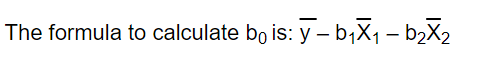 The formula to calculate b₀ is: y̅ – b₁X̅₁ – b₂X̅₂